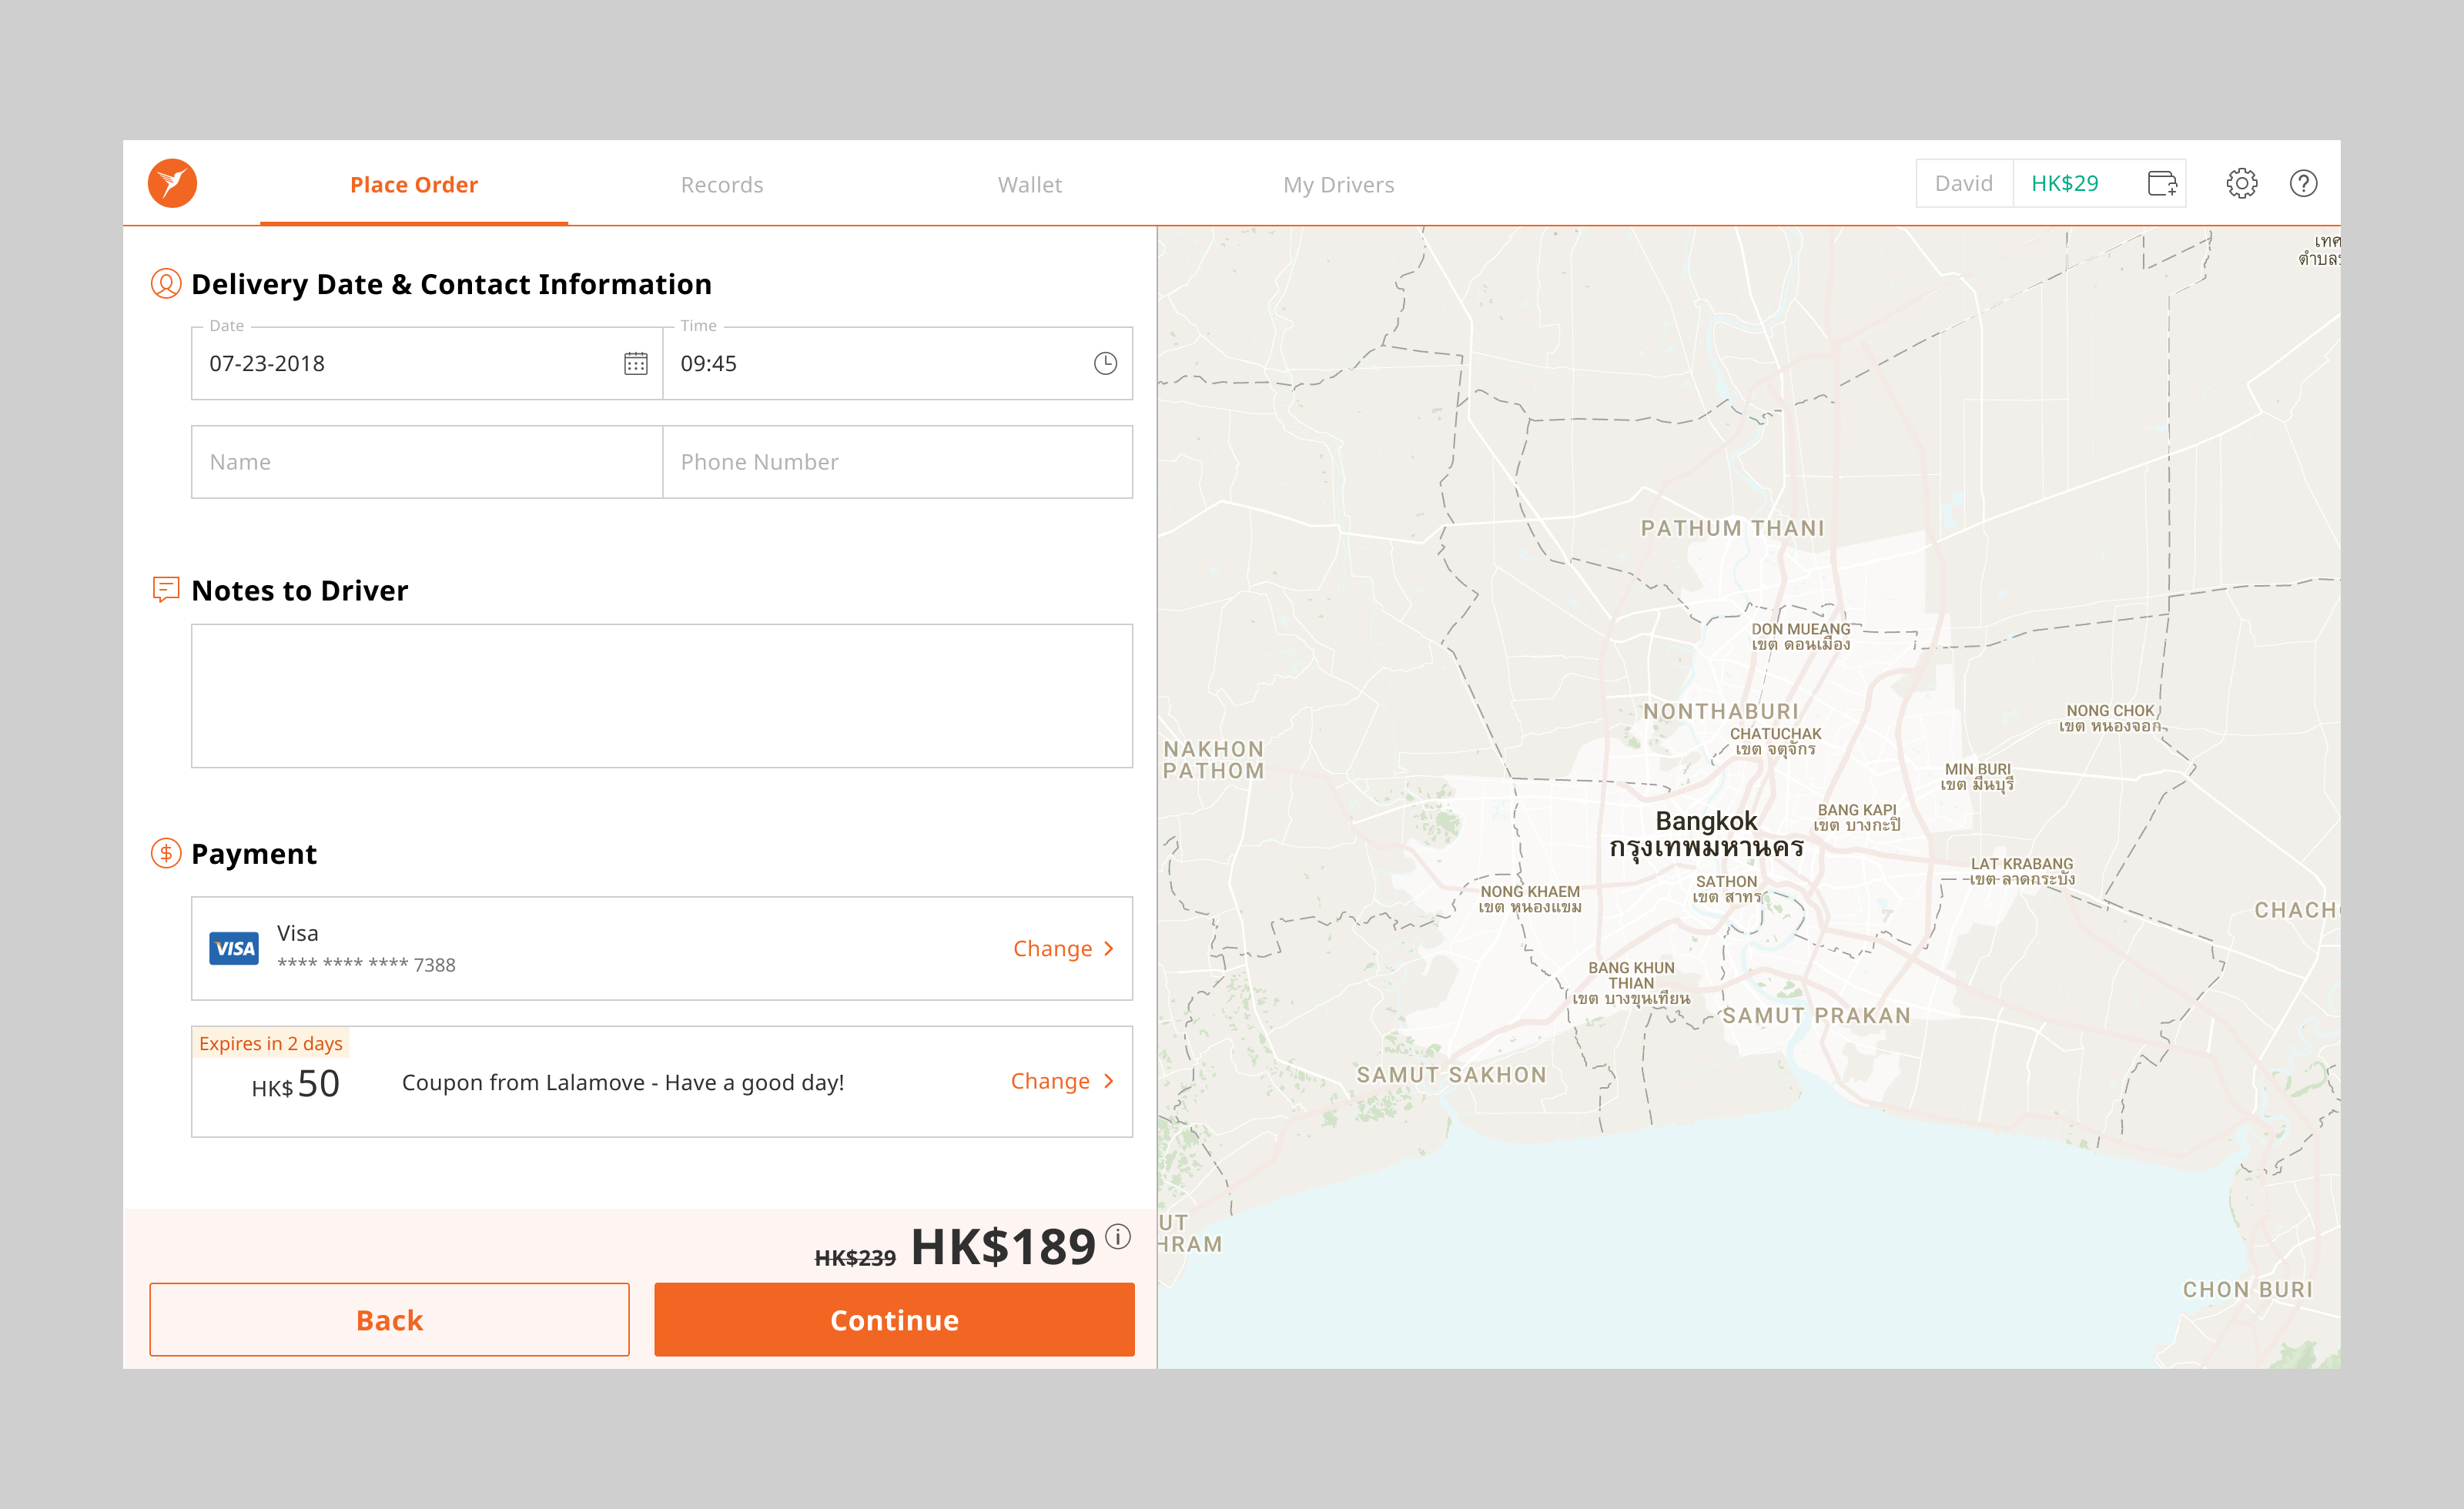 Place Order
Records
Wallet
My Drivers
David
HK$29
Delivery Date & Contact Information
Date
07-23-2018
Time
09:45
Name
Phone Number
Notes to Driver
Payment
VISA
Visa
**** **** **** 7388
Change
Expires in 2 days
HK$ 50
Coupon from Lalamove - Have a good day!
Change
HK$239
HK$189
Back
Continue
PATHUM THANI
DON MUEANG
เขต ดอนเมือง
NONTHABURI
CHATUCHAK
เขต จตุจักร
NONG CHOK
เขต หนองจอก
NAKHON
PATHOM
MIN BURI
เขต มีนบุรี
BANG KAPI
เขต บางกะปิ
Bangkok
กรุงเทพมหานคร
LAT KRABANG
เขต ลาดกระบัง
SATHON
เขต สาทร
NONG KHAEM
เขต หนองแขม
BANG KHUN
THIAN
เขต บางขุนเทียน
SAMUT PRAKAN
SAMUT SAKHON
HRAM
CHON BURI